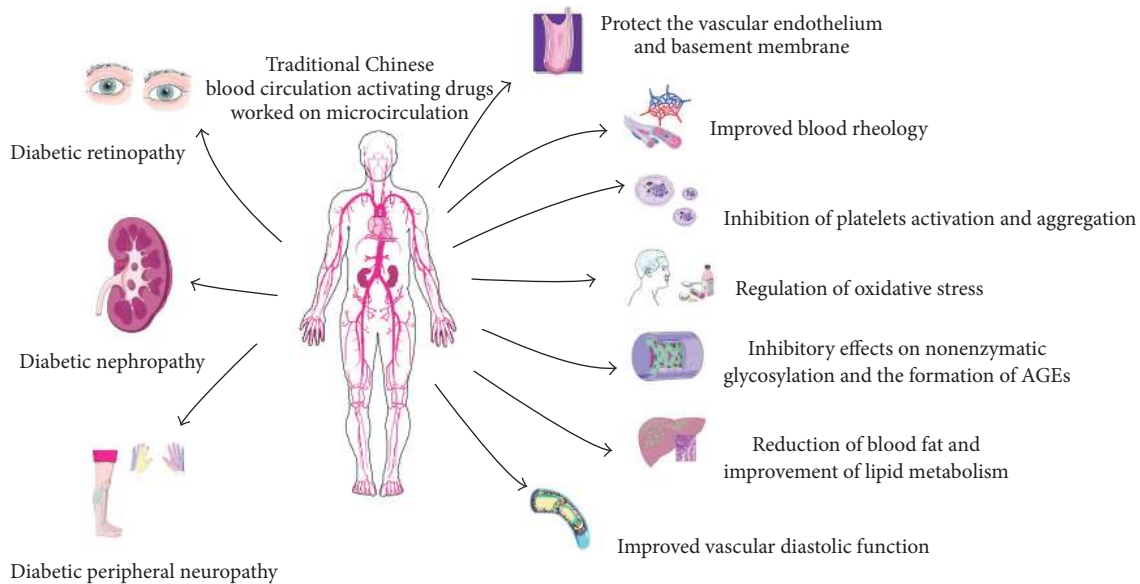 Traditional Chinese
blood circulation activating drugs
worked on microcirculation
Diabetic retinopathy
Diabetic nephropathy
Diabetic peripheral neuropathy
Protect the vascular endothelium
and basement membrane
Improved blood rheology
Inhibition of platelets activation and aggregation
Regulation of oxidative stress
Inhibitory effects on nonenzymatic
glycosylation and the formation of AGEs
Reduction of blood fat and
improvement of lipid metabolism
Improved vascular diastolic function